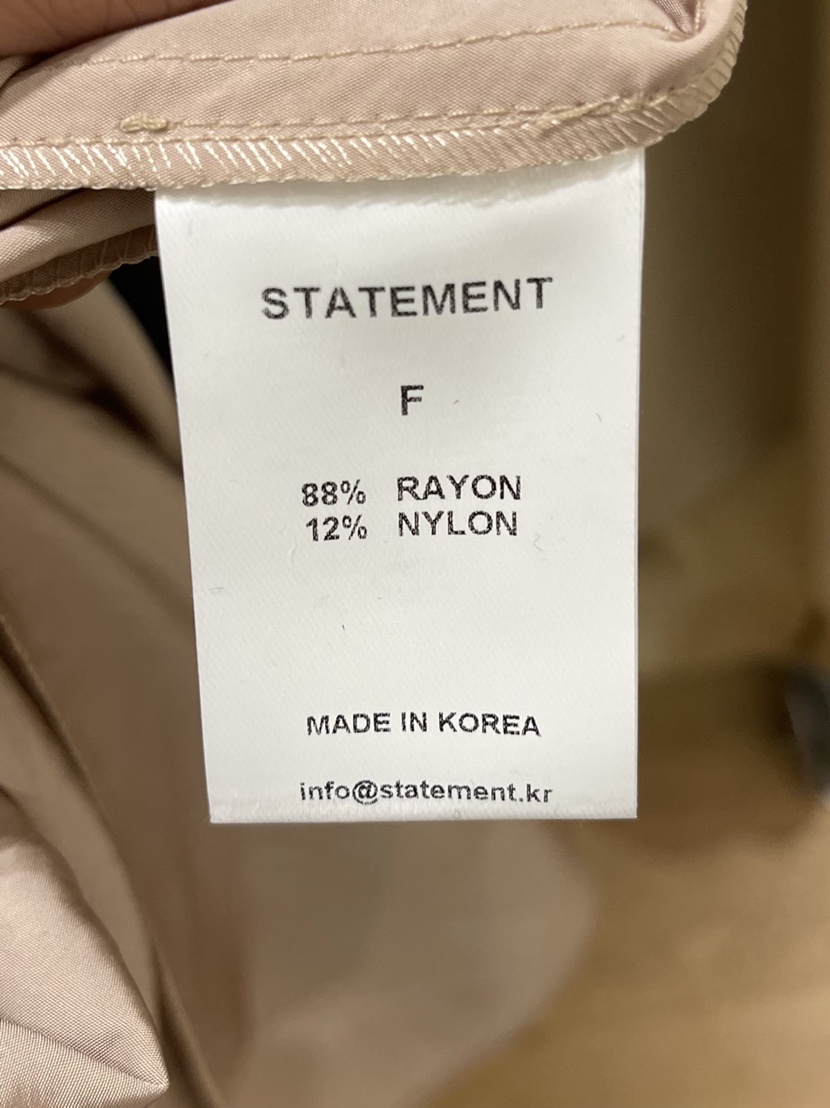 STATEMENT
F
88% RAYON
12% NYLON
MADE IN KOREA
info@statement.kr